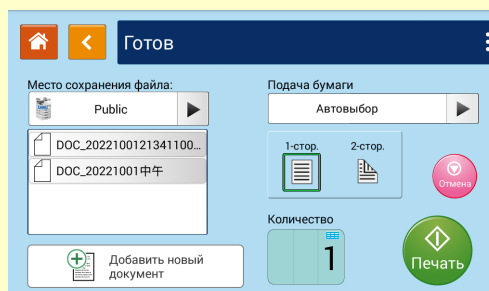 Готов
Место сохранения файла:
Public
DOC_2022100121341100...
DOC_20221001中午
Добавить новый
документ
Подача бумаги
Автовыбор
1-стор.
2-стор.
Отмена
Количество
1
Печать